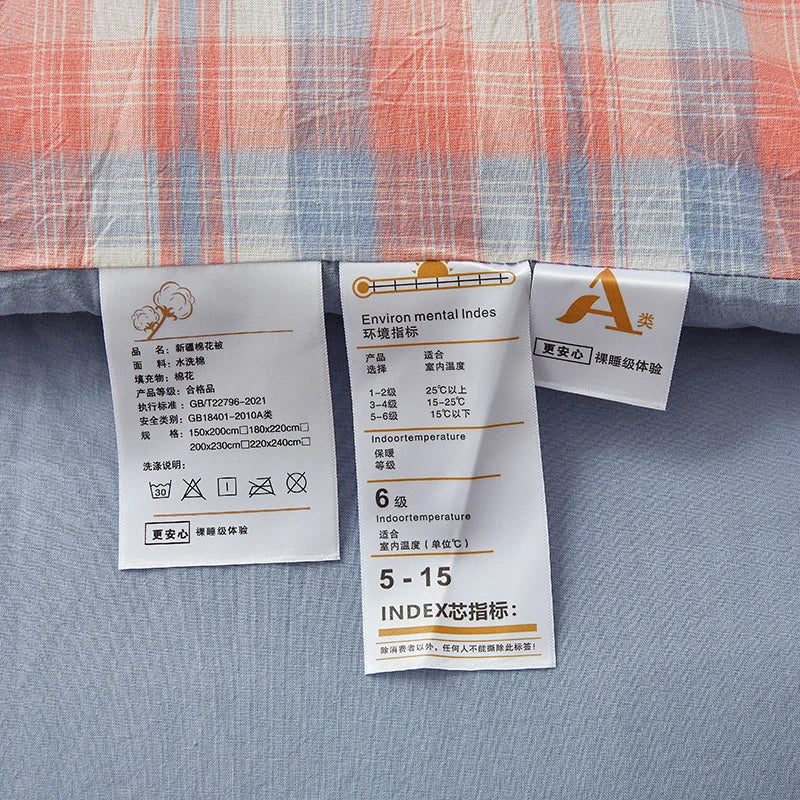 品　名：新疆棉花被
面　料：水洗棉
填充物：棉花
产品等级：合格品
执行标准：GB/T22796-2021
安全类别：GB18401-2010A类
规　格：150x200cm□180x220cm□
200x230cm□220x240cm□
洗涤说明：
30
更安心 裸睡级体验
Environ mental Indes
环境指标
产品 适合
选择 室内温度
1-2级 25℃以上
3-4级 15-25℃
5-6级 15℃以下
Indoortemperature
保暖
等级
6 级
Indoortemperature
适合
室内温度（单位℃）
5 - 15
INDEX芯指标：
除消费者以外，任何人不能撕除此标签！
A类
更安心 裸睡级体验